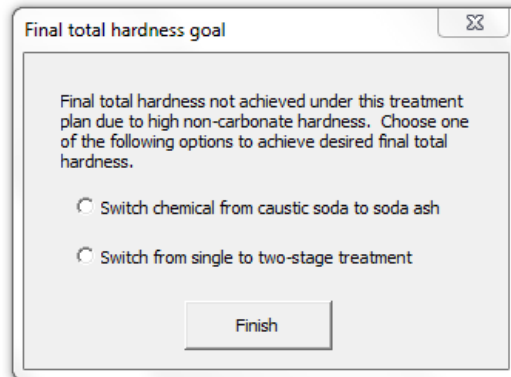 Final total hardness goal
Final total hardness not achieved under this treatment
plan due to high non-carbonate hardness.  Choose one
of the following options to achieve desired final total
hardness.
Switch chemical from caustic soda to soda ash
Switch from single to two-stage treatment
Finish